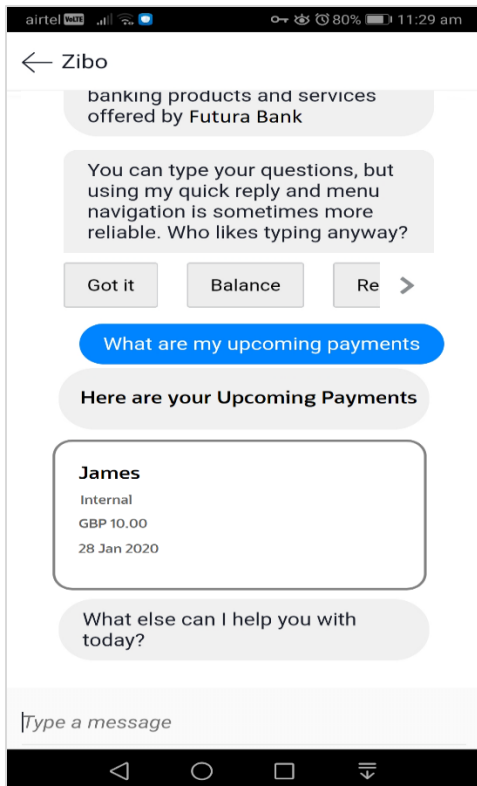 airtel VoLTE 80% 11:29 am
Zibo
banking products and services
offered by Futura Bank
You can type your questions, but
using my quick reply and menu
navigation is sometimes more
reliable. Who likes typing anyway?
Got it Balance Re
What are my upcoming payments
Here are your Upcoming Payments
James
Internal
GBP 10.00
28 Jan 2020
What else can I help you with
today?
Type a message